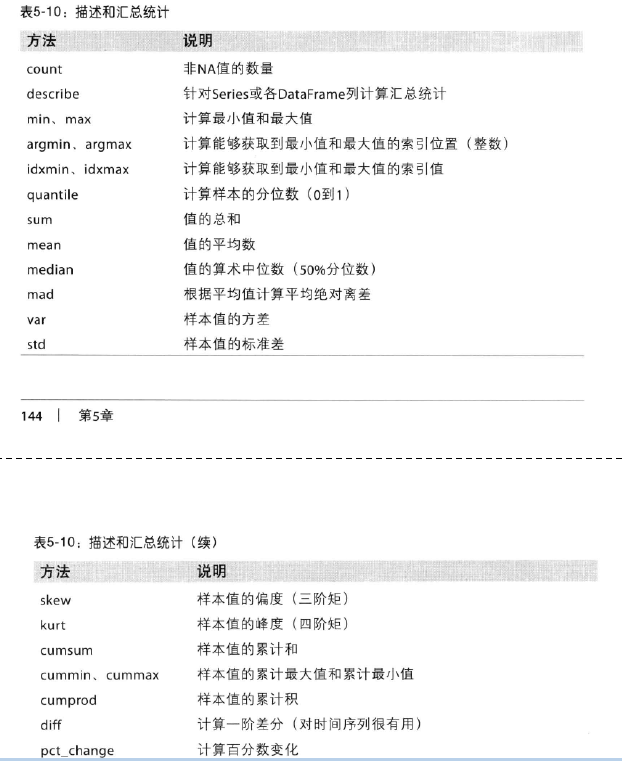 表5-10：描述和汇总统计
方法 说明
count 非NA值的数量
describe 针对Series或各DataFrame列计算汇总统计
min、max 计算最小值和最大值
argmin、argmax 计算能够获取到最小值和最大值的索引位置（整数）
idxmin、idxmax 计算能够获取到最小值和最大值的索引值
quantile 计算样本的分位数（0到1）
sum 值的总和
mean 值的平均数
median 值的算术中位数（50%分位数）
mad 根据平均值计算平均绝对离差
var 样本值的方差
std 样本值的标准差
144 | 第5章
表5-10：描述和汇总统计（续）
方法 说明
skew 样本值的偏度（三阶矩）
kurt 样本值的峰度（四阶矩）
cumsum 样本值的累计和
cummin、cummax 样本值的累计最大值和累计最小值
cumprod 样本值的累计积
diff 计算一阶差分（对时间序列很有用）
pct_change 计算百分数变化